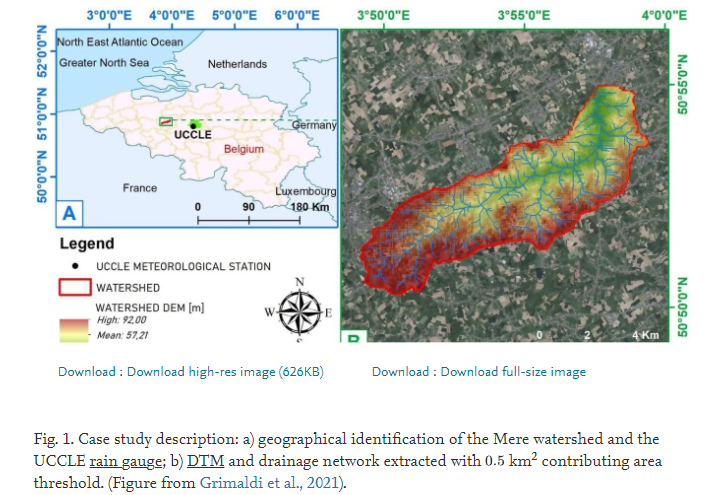 3°0'0"E 4°0'0"E 5°0'0"E 6°0'0"E
3°50'0"E 3°55'0"E 4°0'0"E
52°0'0"N
51°0'0"N
50°0'0"N
North East Atlantic Ocean
Greater North Sea
Netherlands
Germany
UCCLE
Belgium
France
Luxembourg
0 90 180 Km
A
50°55'0"N
50°50'0"N
0 2 4 Km
Legend
UCCLE METEOROLOGICAL STATION
WATERSHED
WATERSHED DEM [m]
High: 92,00
Mean: 57,21
N
W E
Download : Download high-res image (626KB)
Download : Download full-size image
Fig. 1. Case study description: a) geographical identification of the Mere watershed and the
UCCLE rain gauge; b) DTM and drainage network extracted with 0.5 km² contributing area
threshold. (Figure from Grimaldi et al., 2021).